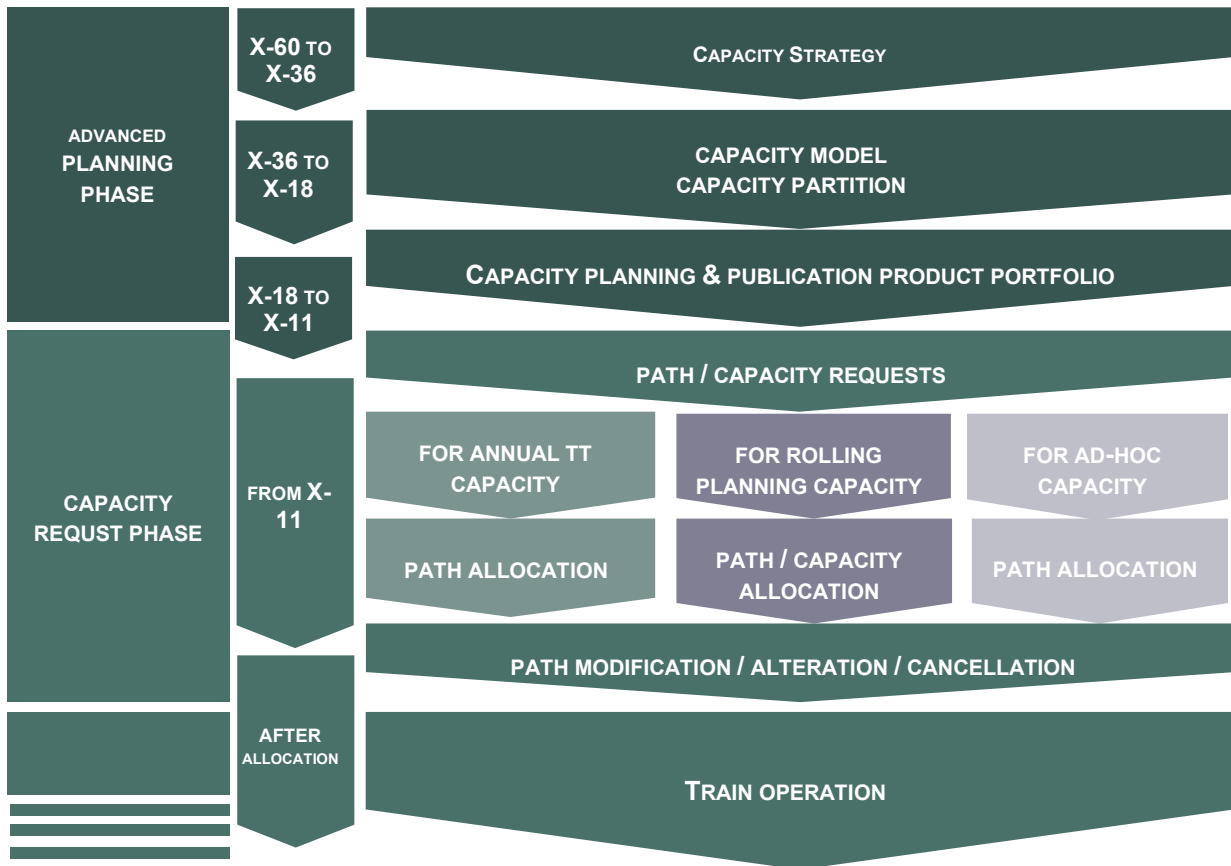 X-60 TO
X-36
CAPACITY STRATEGY
ADVANCED
PLANNING
PHASE
X-36 TO
X-18
CAPACITY MODEL
CAPACITY PARTITION
X-18 TO
X-11
CAPACITY PLANNING & PUBLICATION PRODUCT PORTFOLIO
PATH / CAPACITY REQUESTS
CAPACITY
REQUST PHASE
FROM X-
11
FOR ANNUAL TT
CAPACITY
FOR ROLLING
PLANNING CAPACITY
FOR AD-HOC
CAPACITY
PATH ALLOCATION
PATH / CAPACITY
ALLOCATION
PATH ALLOCATION
PATH MODIFICATION / ALTERATION / CANCELLATION
AFTER
ALLOCATION
TRAIN OPERATION